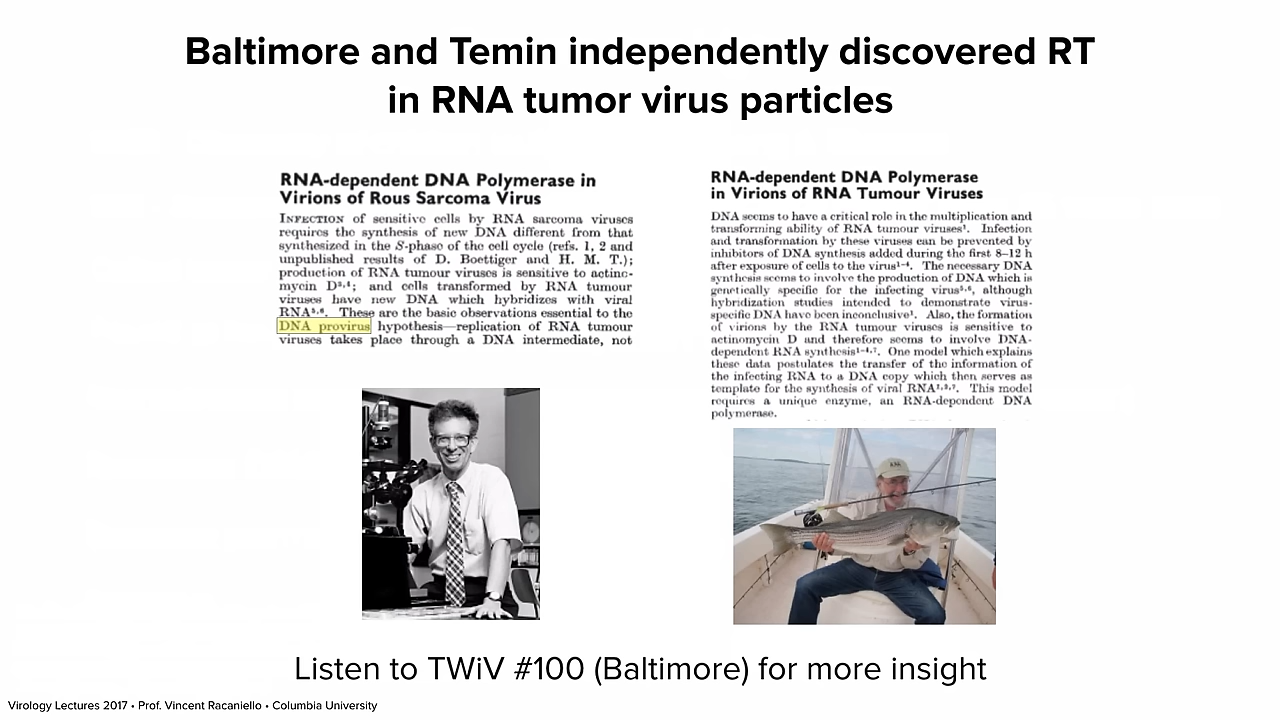 Baltimore and Temin independently discovered RT
in RNA tumor virus particles
RNA-dependent DNA Polymerase in
Virions of Rous Sarcoma Virus
INFECTION of sensitive cells by RNA sarcoma viruses
requires the synthesis of new DNA different from that
synthesized in the S-phase of the cell cycle (refs. 1, 2 and
unpublished results of D. Boettiger and H. M. T.);
production of RNA tumour viruses is sensitive to actino-
mycin D³,⁴; and cells transformed by RNA tumour
viruses have new DNA which hybridizes with viral
RNA⁵,⁶. These are the basic observations essential to the
DNA provirus hypothesis—replication of RNA tumour
viruses takes place through a DNA intermediate, not
RNA-dependent DNA Polymerase
in Virions of RNA Tumour Viruses
DNA seems to have a critical role in the multiplication and
transforming ability of RNA tumour viruses¹. Infection
and transformation by these viruses can be prevented by
inhibitors of DNA synthesis added during the first 8–12 h
after exposure of cells to the virus¹⁻⁴. The necessary DNA
synthesis seems to involve the production of DNA which is
genetically specific for the infecting virus⁵,⁶, although
hybridization studies intended to demonstrate virus-
specific DNA have been inconclusive¹. Also, the formation
of virions by the RNA tumour viruses is sensitive to
actinomycin D and therefore seems to involve DNA-
dependent RNA synthesis¹⁻⁴,⁷. One model which explains
these data postulates the transfer of the information of
the infecting RNA to a DNA copy which then serves as
template for the synthesis of viral RNA¹,²,⁷. This model
requires a unique enzyme, an RNA-dependent DNA
polymerase.
Listen to TWiV #100 (Baltimore) for more insight
Virology Lectures 2017 • Prof. Vincent Racaniello • Columbia University